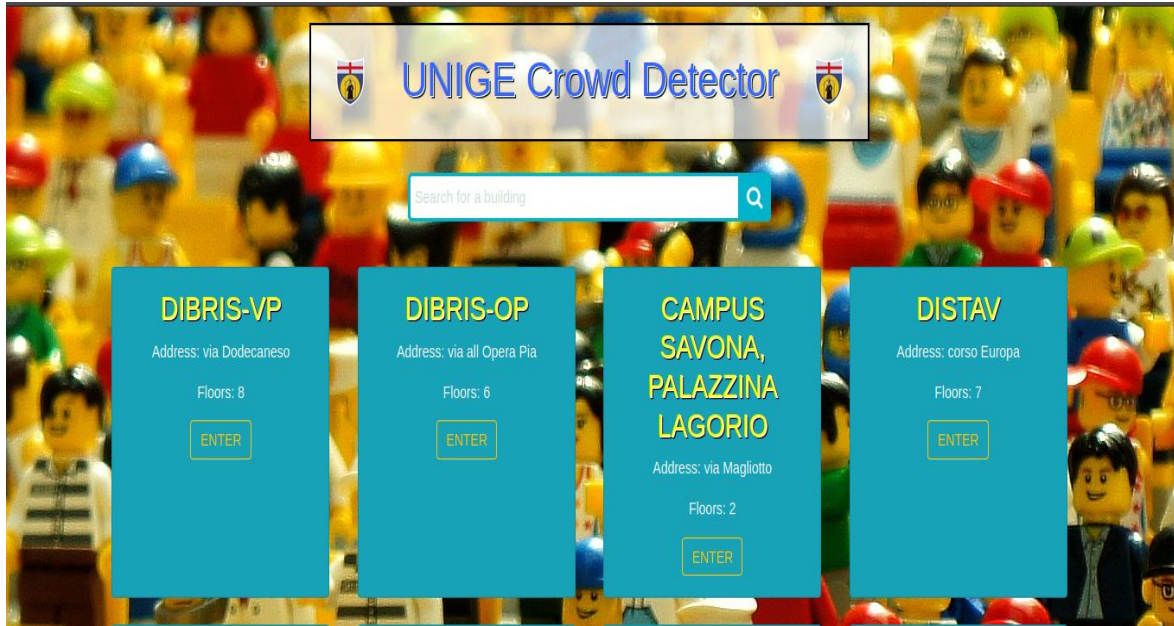 UNIGE Crowd Detector
Search for a building
DIBRIS-VP
Address: via Dodecaneso
Floors: 8
ENTER
DIBRIS-OP
Address: via all Opera Pia
Floors: 6
ENTER
CAMPUS
SAVONA,
PALAZZINA
LAGORIO
Address: via Magliotto
Floors: 2
ENTER
DISTAV
Address: corso Europa
Floors: 7
ENTER